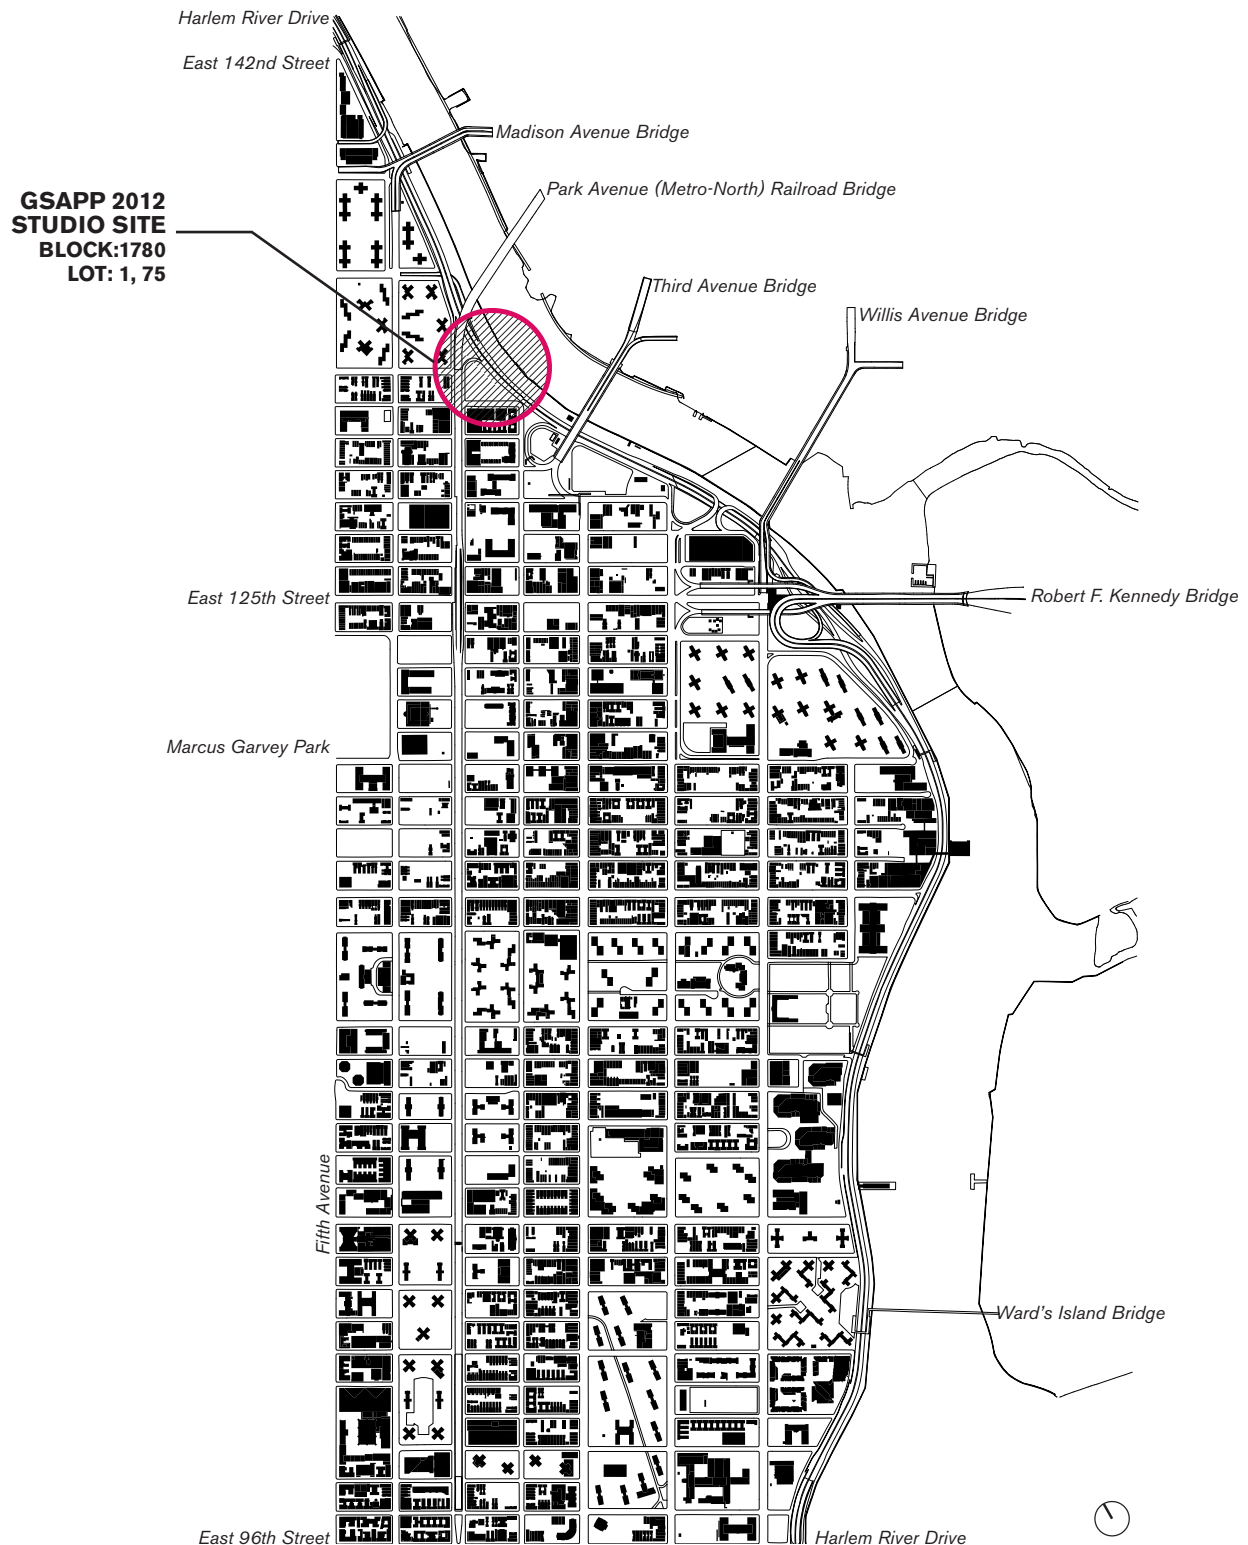 Harlem River Drive
East 142nd Street
Madison Avenue Bridge
Park Avenue (Metro-North) Railroad Bridge
GSAPP 2012
STUDIO SITE
BLOCK:1780
LOT: 1, 75
Third Avenue Bridge
Willis Avenue Bridge
East 125th Street
Robert F. Kennedy Bridge
Marcus Garvey Park
Fifth Avenue
Ward's Island Bridge
East 96th Street
Harlem River Drive